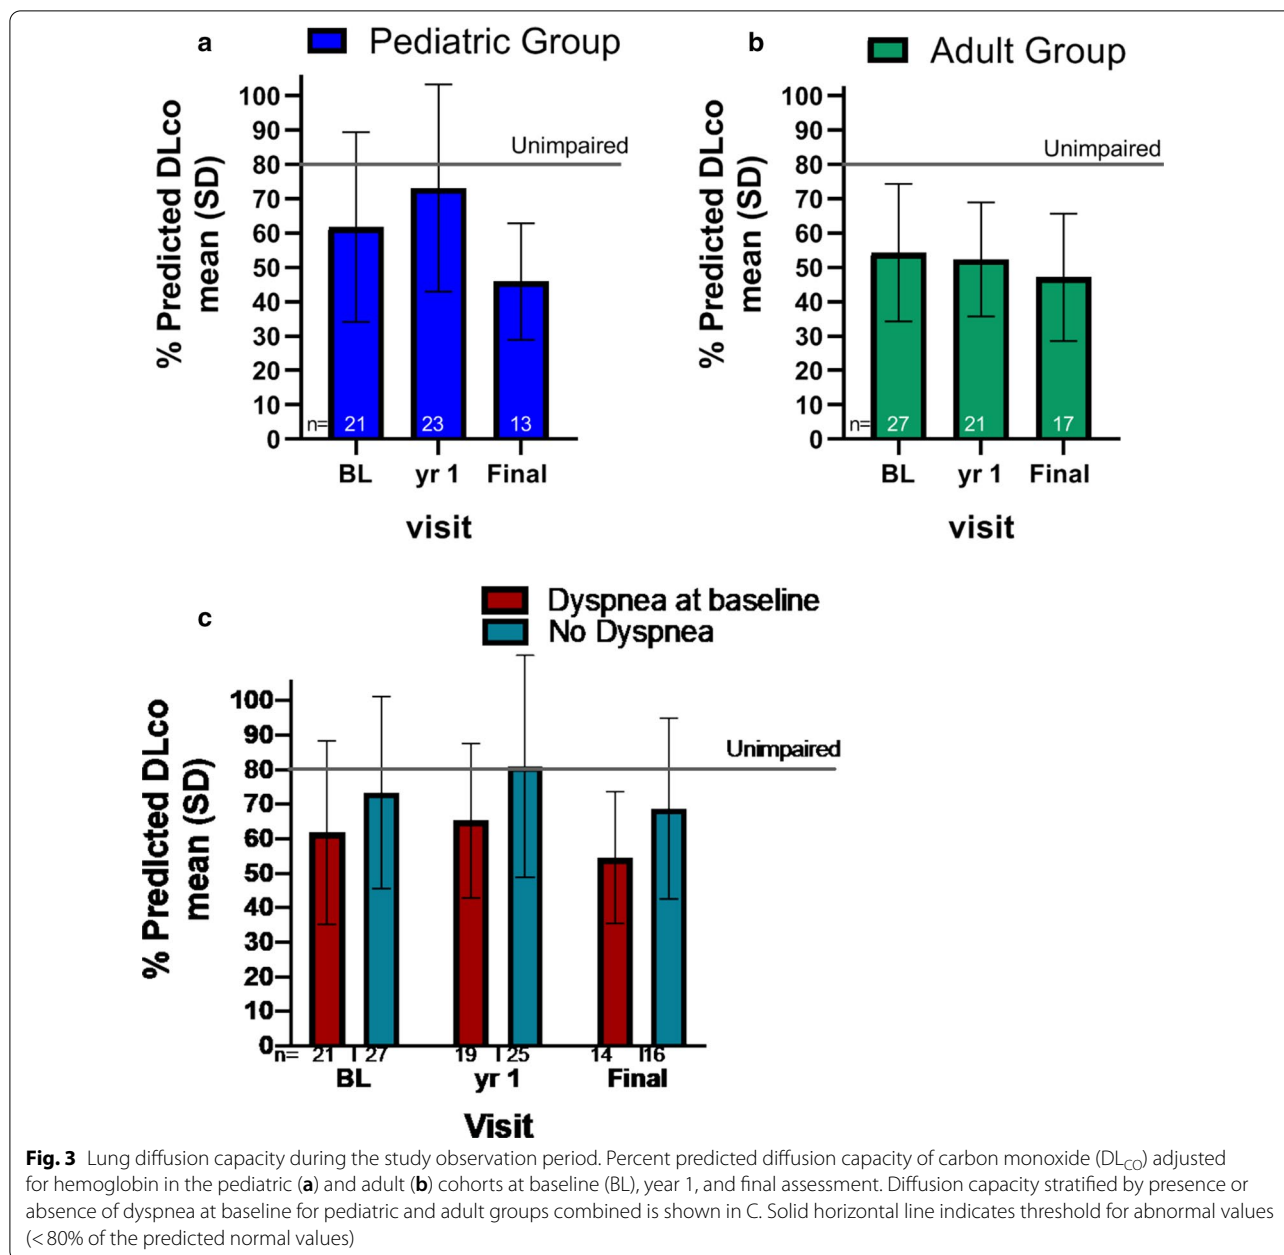 a
Pediatric Group
% Predicted DLco
mean (SD)
100
90
80
70
60
50
40
30
20
10
0
Unimpaired
n=
21
23
13
BL
yr 1
Final
visit
b
Adult Group
% Predicted DLco
mean (SD)
100
90
80
70
60
50
40
30
20
10
0
Unimpaired
n=
27
21
17
BL
yr 1
Final
visit
c
Dyspnea at baseline
No Dyspnea
% Predicted DLco
mean (SD)
100
90
80
70
60
50
40
30
20
10
0
Unimpaired
n= 21 27 19 25 14 16
BL
yr 1
Final
Visit
Fig. 3 Lung diffusion capacity during the study observation period. Percent predicted diffusion capacity of carbon monoxide (DLCO) adjusted
for hemoglobin in the pediatric (a) and adult (b) cohorts at baseline (BL), year 1, and final assessment. Diffusion capacity stratified by presence or
absence of dyspnea at baseline for pediatric and adult groups combined is shown in C. Solid horizontal line indicates threshold for abnormal values
(< 80% of the predicted normal values)